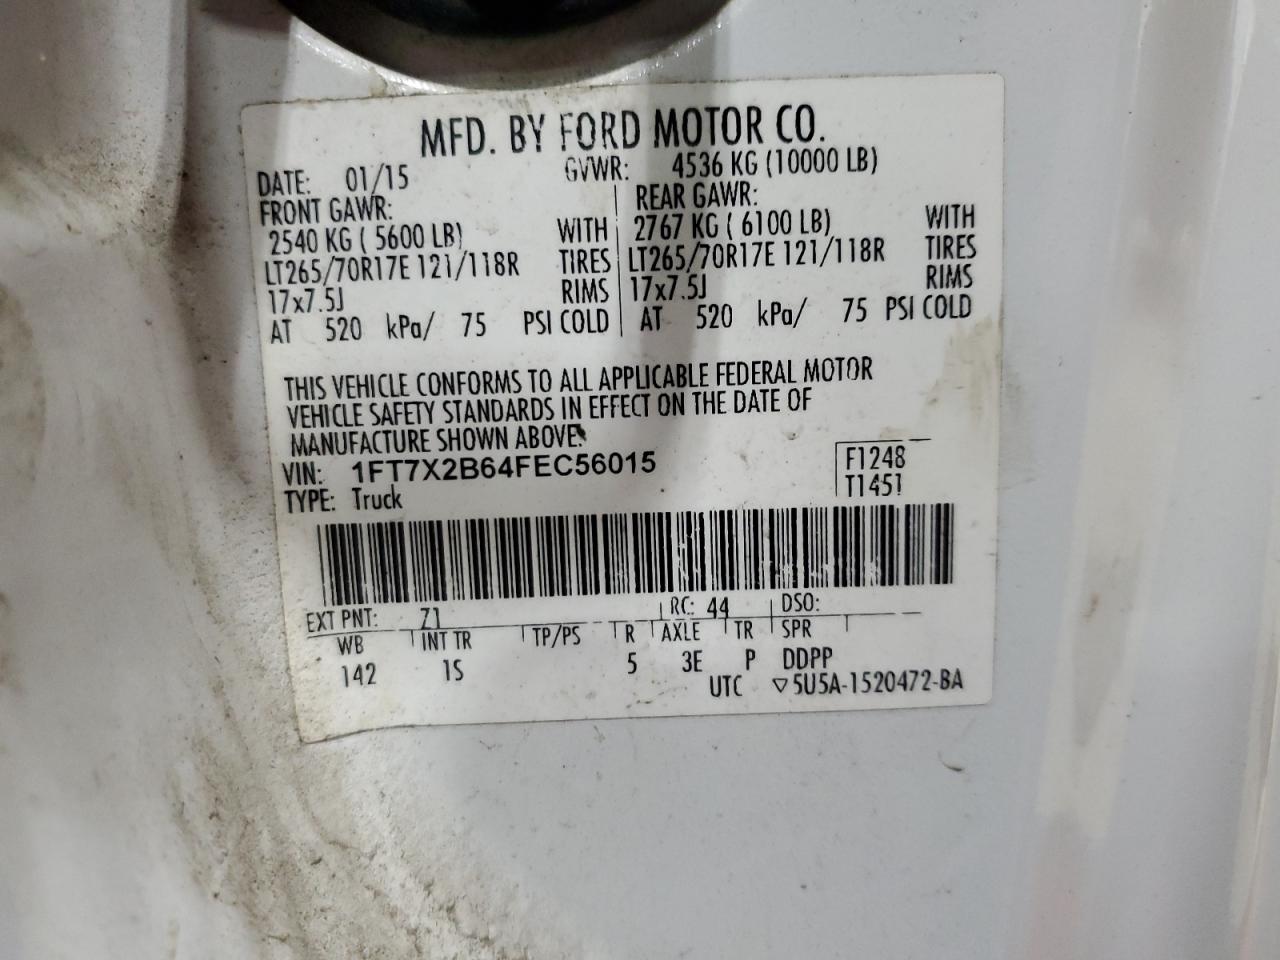 MFD. BY FORD MOTOR CO.
DATE: 01/15 GVWR: 4536 KG (10000 LB)
FRONT GAWR: REAR GAWR:
2540 KG ( 5600 LB) WITH 2767 KG ( 6100 LB) WITH
LT265/70R17E 121/118R TIRES LT265/70R17E 121/118R TIRES
17x7.5J RIMS 17x7.5J RIMS
AT 520 kPa/ 75 PSI COLD AT 520 kPa/ 75 PSI COLD
THIS VEHICLE CONFORMS TO ALL APPLICABLE FEDERAL MOTOR
VEHICLE SAFETY STANDARDS IN EFFECT ON THE DATE OF
MANUFACTURE SHOWN ABOVE.
VIN: 1FT7X2B64FEC56015 F1248
TYPE: Truck T1451
EXT PNT: Z1 RC: 44 DSO:
WB INT TR TP/PS R AXLE TR SPR
142 1S 5 3E P DDPP
UTC ▽5U5A-1520472-BA